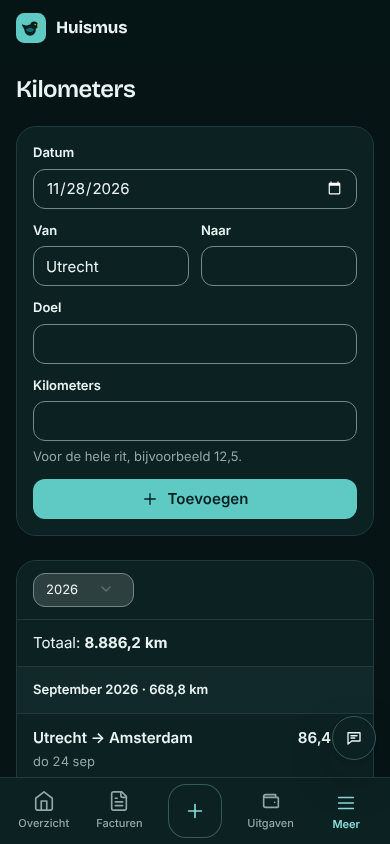 Huismus
Kilometers
Datum
11/28/2026
Van Naar
Utrecht
Doel
Kilometers
Voor de hele rit, bijvoorbeeld 12,5.
+ Toevoegen
2026
Totaal: 8.886,2 km
September 2026 · 668,8 km
Utrecht → Amsterdam 86,4
do 24 sep
Overzicht Facturen + Uitgaven Meer